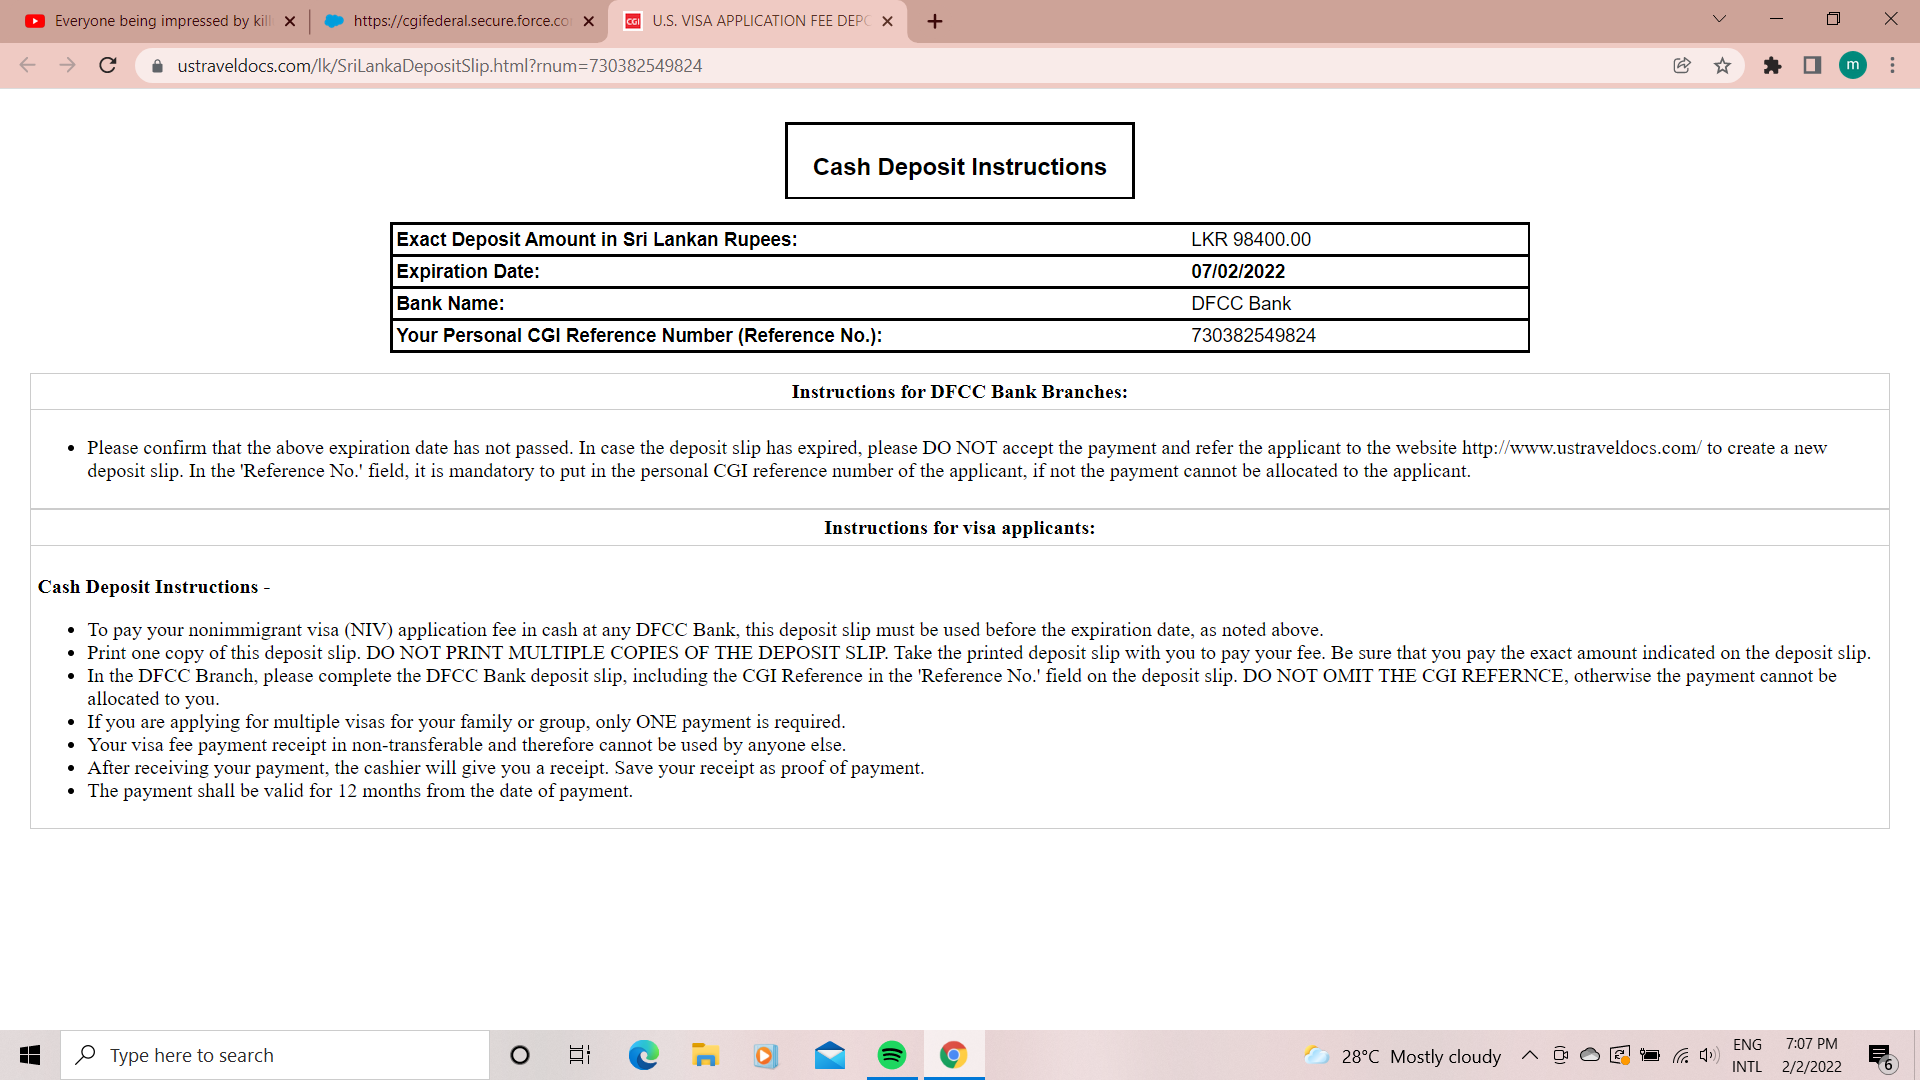 Everyone being impressed by kill
https://cgifederal.secure.force.co
CGI
U.S. VISA APPLICATION FEE DEPO
ustraveldocs.com/lk/SriLankaDepositSlip.html?rnum=730382549824
m
Cash Deposit Instructions
Exact Deposit Amount in Sri Lankan Rupees: LKR 98400.00
Expiration Date: 07/02/2022
Bank Name: DFCC Bank
Your Personal CGI Reference Number (Reference No.): 730382549824
Instructions for DFCC Bank Branches:
• Please confirm that the above expiration date has not passed. In case the deposit slip has expired, please DO NOT accept the payment and refer the applicant to the website http://www.ustraveldocs.com/ to create a new
deposit slip. In the 'Reference No.' field, it is mandatory to put in the personal CGI reference number of the applicant, if not the payment cannot be allocated to the applicant.
Instructions for visa applicants:
Cash Deposit Instructions -
• To pay your nonimmigrant visa (NIV) application fee in cash at any DFCC Bank, this deposit slip must be used before the expiration date, as noted above.
• Print one copy of this deposit slip. DO NOT PRINT MULTIPLE COPIES OF THE DEPOSIT SLIP. Take the printed deposit slip with you to pay your fee. Be sure that you pay the exact amount indicated on the deposit slip.
• In the DFCC Branch, please complete the DFCC Bank deposit slip, including the CGI Reference in the 'Reference No.' field on the deposit slip. DO NOT OMIT THE CGI REFERNCE, otherwise the payment cannot be
allocated to you.
• If you are applying for multiple visas for your family or group, only ONE payment is required.
• Your visa fee payment receipt in non-transferable and therefore cannot be used by anyone else.
• After receiving your payment, the cashier will give you a receipt. Save your receipt as proof of payment.
• The payment shall be valid for 12 months from the date of payment.
Type here to search
28°C Mostly cloudy
ENG
INTL
7:07 PM
2/2/2022
6